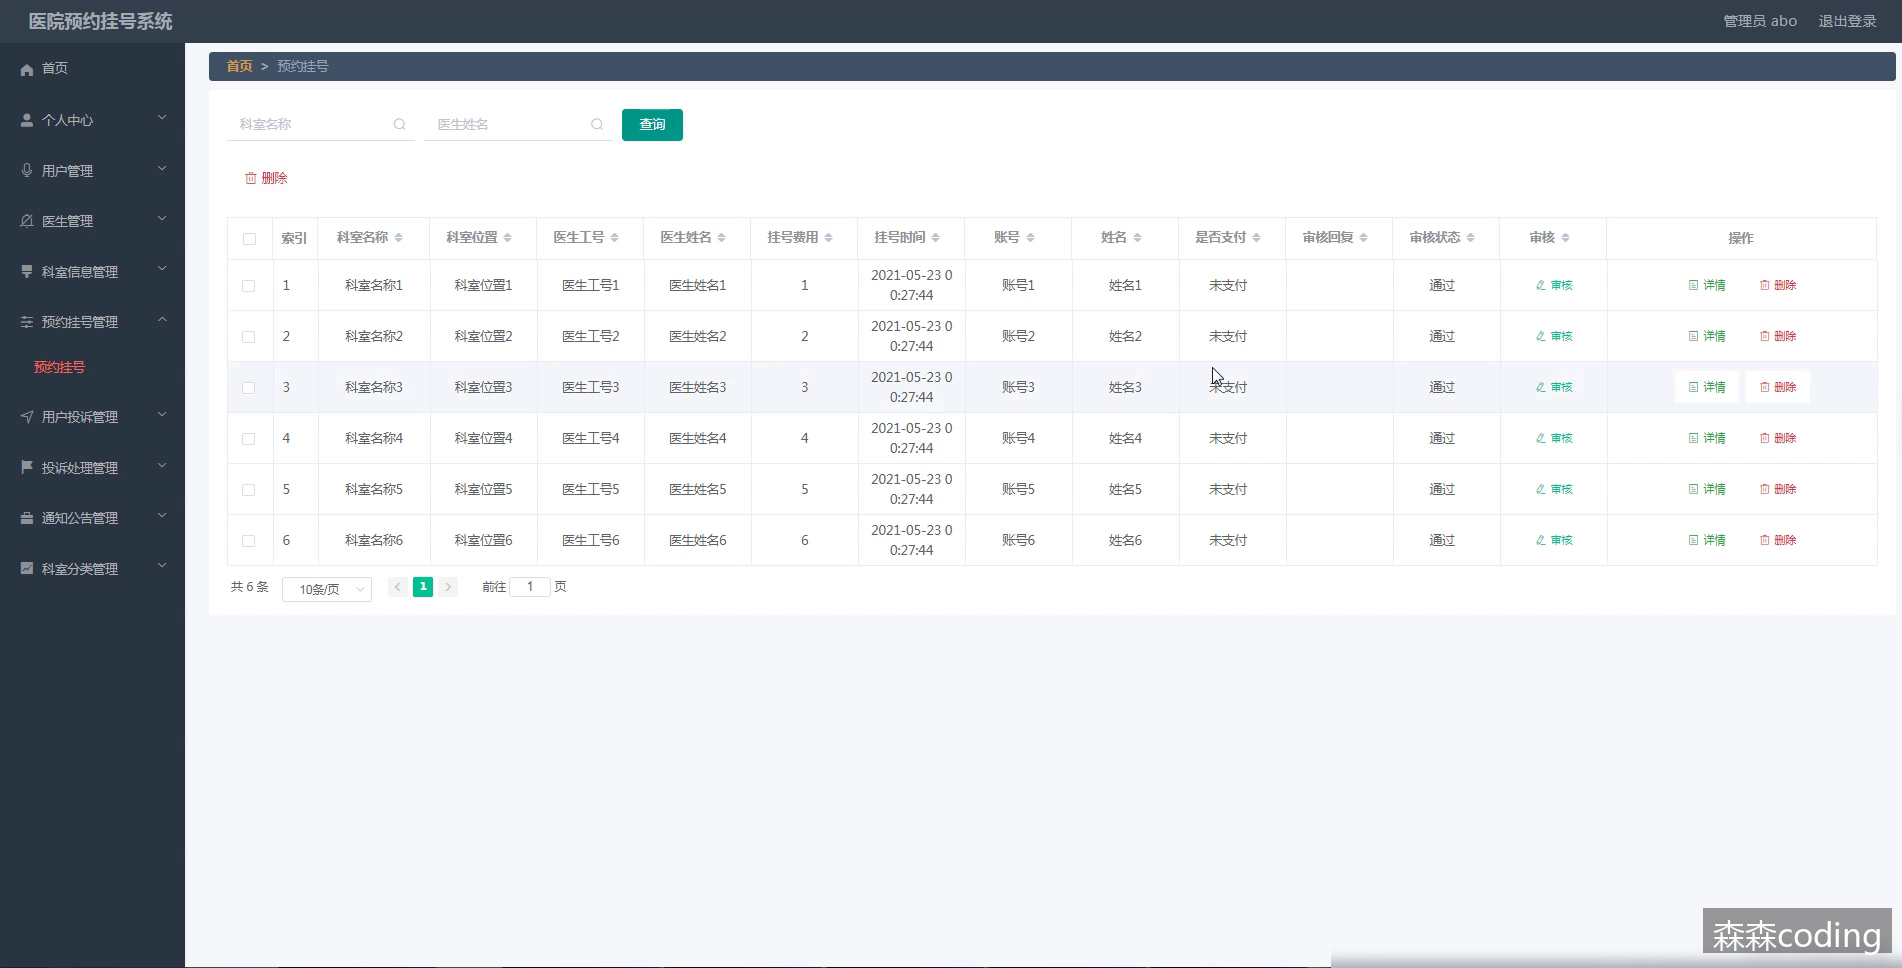 医院预约挂号系统
管理员 abo 退出登录
首页
个人中心
用户管理
医生管理
科室信息管理
预约挂号管理
预约挂号
用户投诉管理
投诉处理管理
通知公告管理
科室分类管理
首页 > 预约挂号
科室名称 医生姓名 查询
删除
索引 科室名称 科室位置 医生工号 医生姓名 挂号费用 挂号时间 账号 姓名 是否支付 审核回复 审核状态 审核 操作
1 科室名称1 科室位置1 医生工号1 医生姓名1 1 2021-05-23 0
0:27:44 账号1 姓名1 未支付 通过 审核 详情 删除
2 科室名称2 科室位置2 医生工号2 医生姓名2 2 2021-05-23 0
0:27:44 账号2 姓名2 未支付 通过 审核 详情 删除
3 科室名称3 科室位置3 医生工号3 医生姓名3 3 2021-05-23 0
0:27:44 账号3 姓名3 未支付 通过 审核 详情 删除
4 科室名称4 科室位置4 医生工号4 医生姓名4 4 2021-05-23 0
0:27:44 账号4 姓名4 未支付 通过 审核 详情 删除
5 科室名称5 科室位置5 医生工号5 医生姓名5 5 2021-05-23 0
0:27:44 账号5 姓名5 未支付 通过 审核 详情 删除
6 科室名称6 科室位置6 医生工号6 医生姓名6 6 2021-05-23 0
0:27:44 账号6 姓名6 未支付 通过 审核 详情 删除
共 6 条 10条/页 1 前往 1 页
森森coding